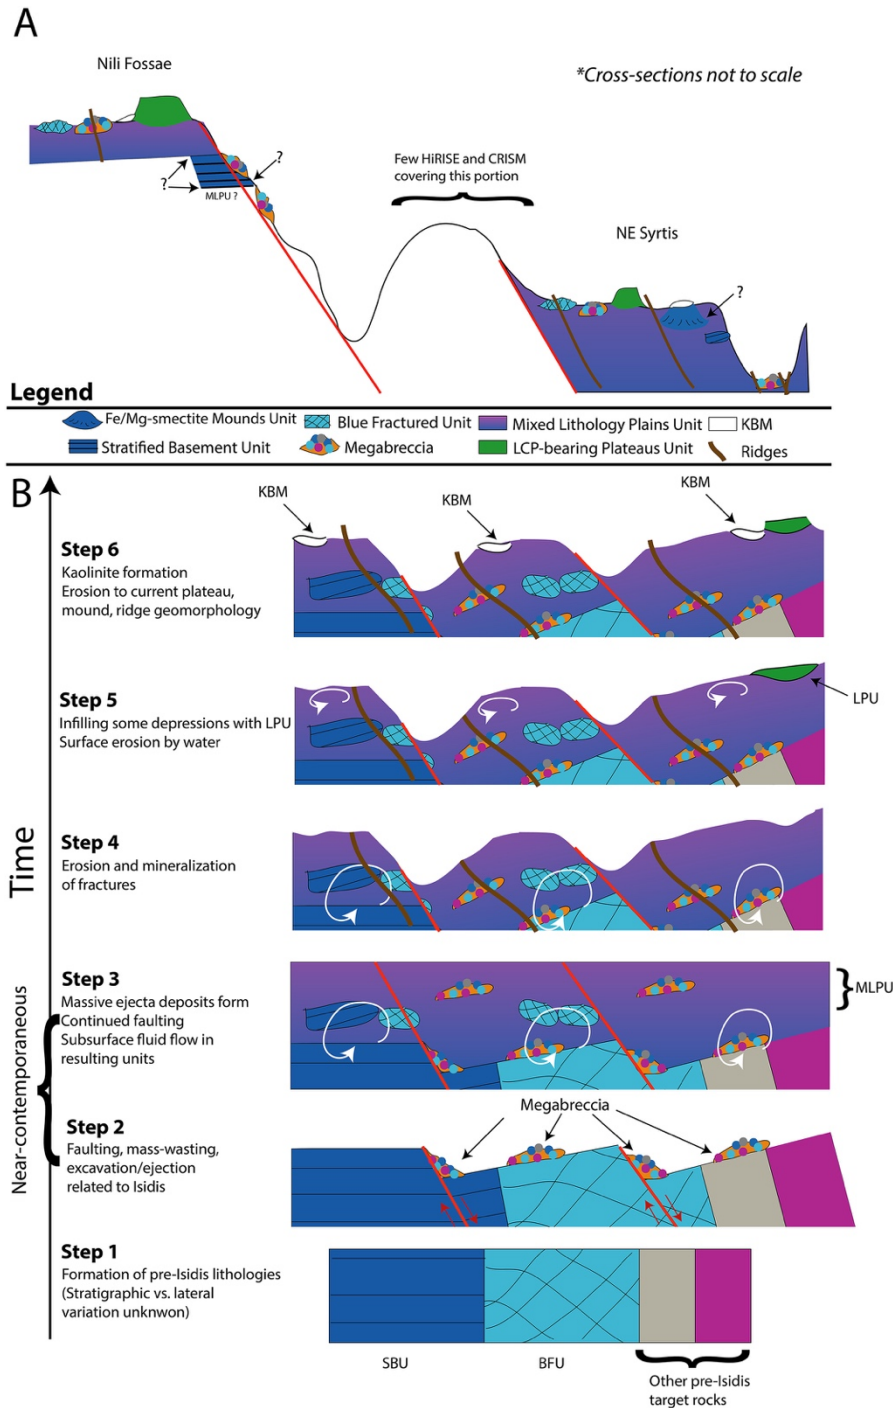 A
Nili Fossae
*Cross-sections not to scale
?
?
MLPU ?
Few HiRISE and CRISM
covering this portion
NE Syrtis
?
Legend
Fe/Mg-smectite Mounds Unit
Blue Fractured Unit
Mixed Lithology Plains Unit
KBM
Stratified Basement Unit
Megabreccia
LCP-bearing Plateaus Unit
Ridges
B
KBM
KBM
KBM
Step 6
Kaolinite formation
Erosion to current plateau,
mound, ridge geomorphology
Step 5
Infilling some depressions with LPU
Surface erosion by water
LPU
Time
Step 4
Erosion and mineralization
of fractures
Near-contemporaneous
Step 3
Massive ejecta deposits form
Continued faulting
Subsurface fluid flow in
resulting units
MLPU
Step 2
Faulting, mass-wasting,
excavation/ejection
related to Isidis
Megabreccia
Step 1
Formation of pre-Isidis lithologies
(Stratigraphic vs. lateral
variation unknwon)
SBU
BFU
Other pre-Isidis
target rocks